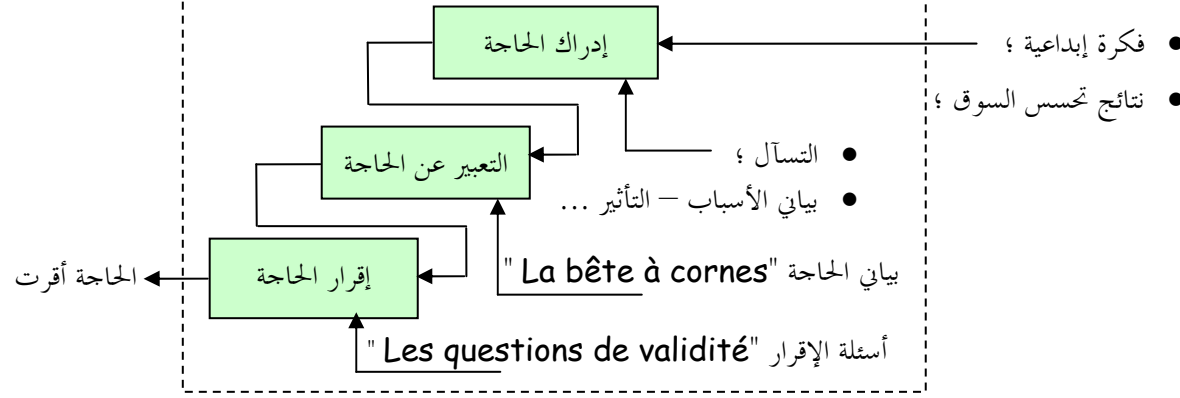 إدراك الحاجة
• فكرة إبداعية ؛
• نتائج تحسس السوق ؛
• التسآل ؛
• بياني الأسباب – التأثير ...
التعبير عن الحاجة
بياني الحاجة "La bête à cornes "
إقرار الحاجة
الحاجة أقرت
أسئلة الإقرار "Les questions de validité "